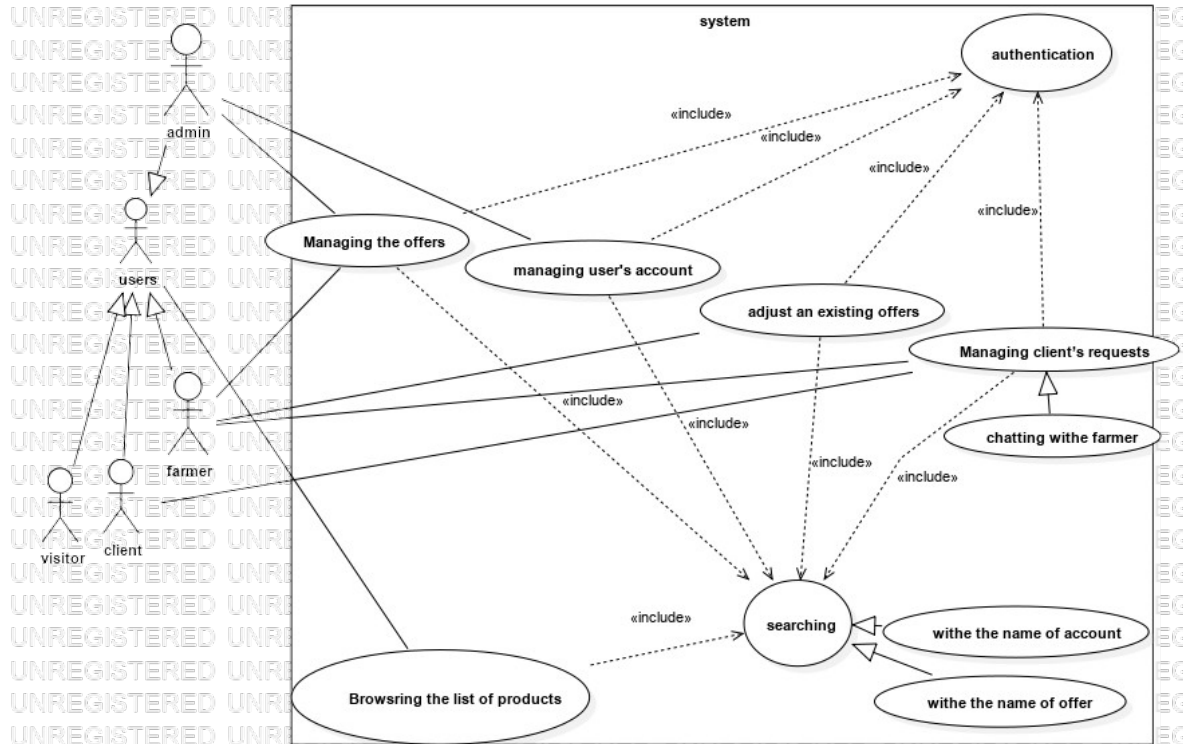 system
authentication
admin
«include»
«include»
«include»
«include»
users
Managing the offers
managing user's account
adjust an existing offers
Managing client's requests
chatting withe farmer
farmer
«include»
«include»
«include»
«include»
visitor
client
searching
«include»
withe the name of account
withe the name of offer
Browsring the list of products
UNREGISTERED